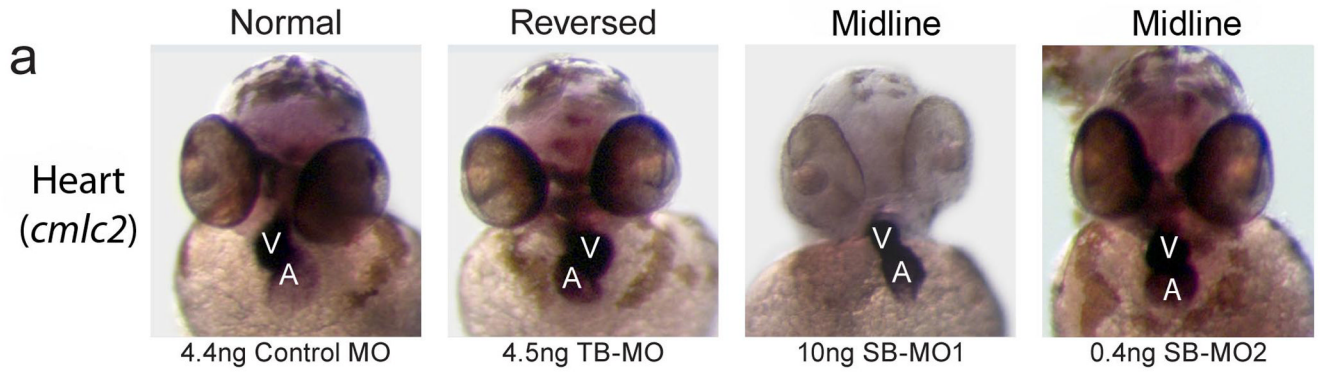 a
Normal
Reversed
Midline
Midline
Heart
(cmlc2)
V
A
V
A
V
A
V
A
4.4ng Control MO
4.5ng TB-MO
10ng SB-MO1
0.4ng SB-MO2